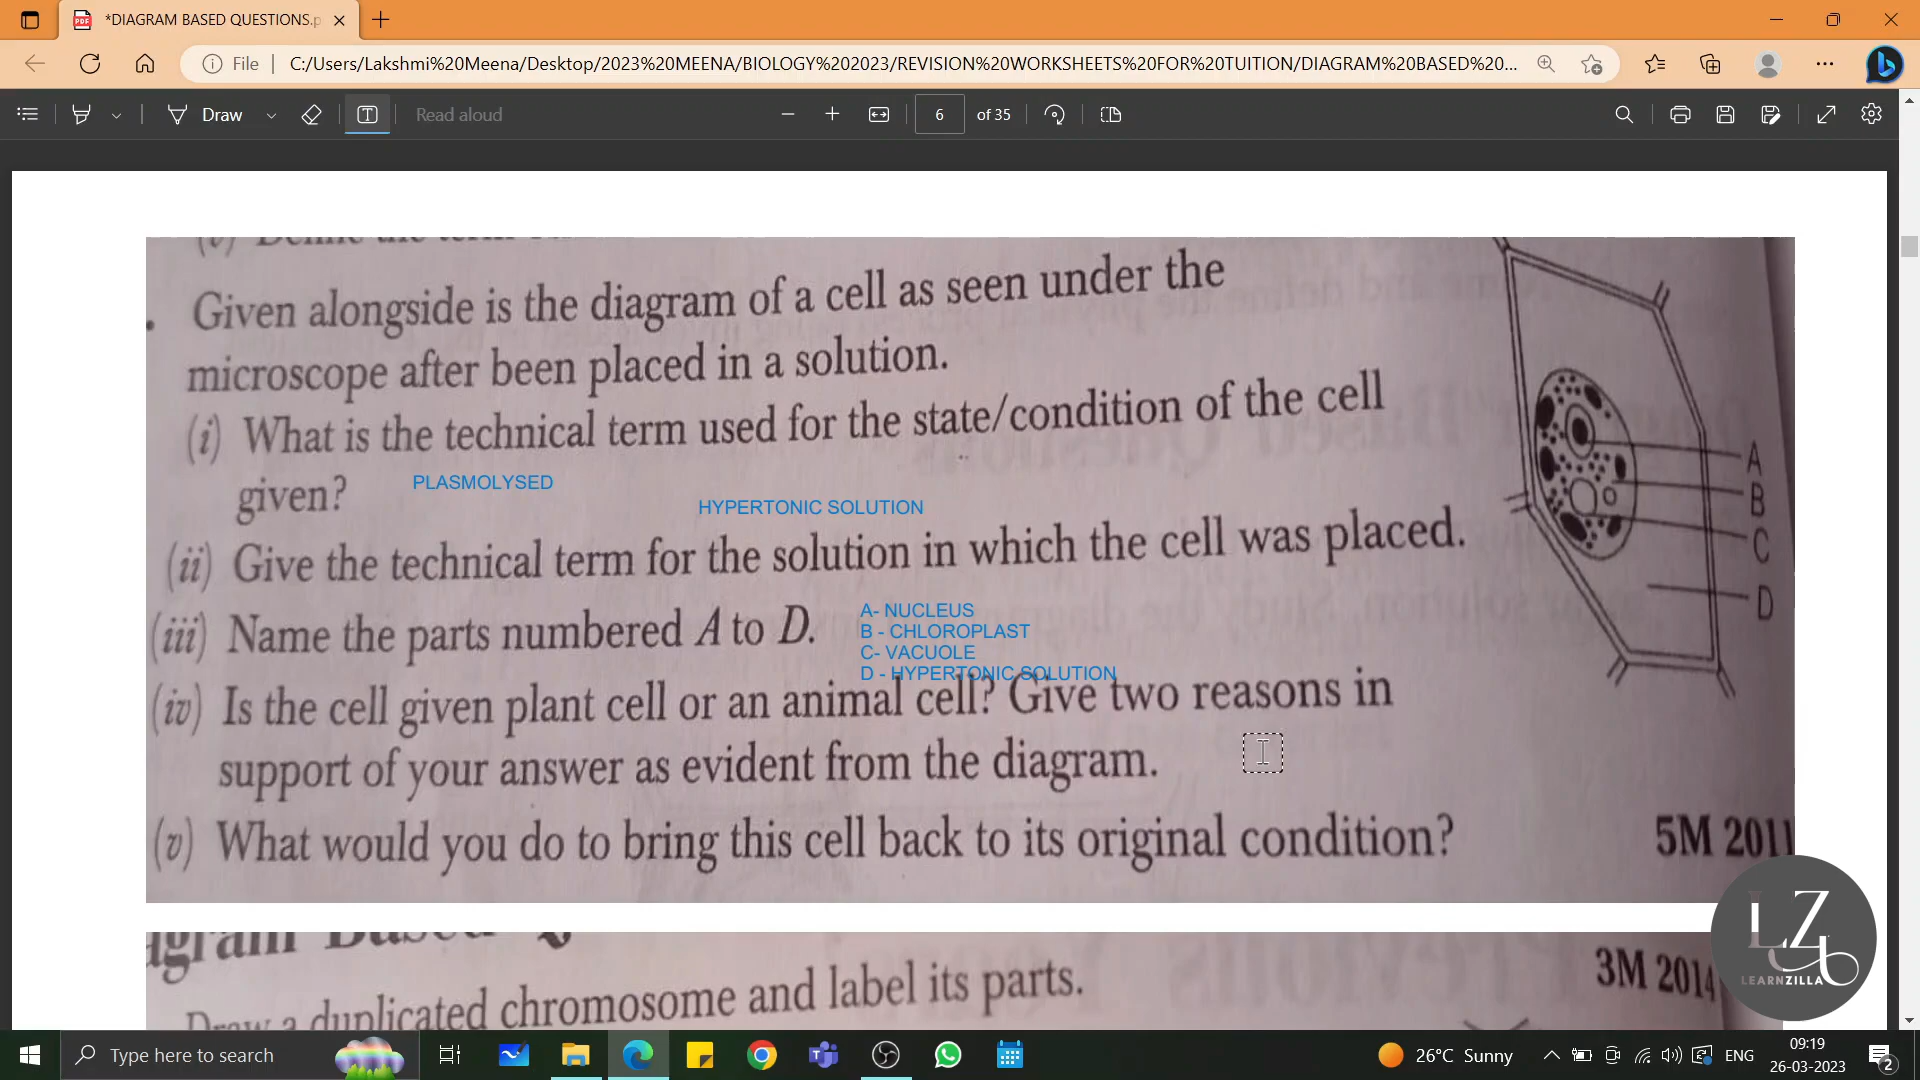 *DIAGRAM BASED QUESTIONS.p
File
C:/Users/Lakshmi%20Meena/Desktop/2023%20MEENA/BIOLOGY%202023/REVISION%20WORKSHEETS%20FOR%20TUITION/DIAGRAM%20BASED%20...
Draw
Read aloud
6 of 35
Given alongside is the diagram of a cell as seen under the
microscope after been placed in a solution.
(i) What is the technical term used for the state/condition of the cell
given? PLASMOLYSED
HYPERTONIC SOLUTION
(ii) Give the technical term for the solution in which the cell was placed.
(iii) Name the parts numbered A to D.
A- NUCLEUS
B - CHLOROPLAST
C- VACUOLE
D - HYPERTONIC SOLUTION
(iv) Is the cell given plant cell or an animal cell? Give two reasons in
support of your answer as evident from the diagram.
(v) What would you do to bring this cell back to its original condition?
5M 2011
A
B
C
D
3M 2014
Draw a duplicated chromosome and label its parts.
LZ
LEARNZILLA
Type here to search
26°C Sunny
ENG
09:19
26-03-2023
2